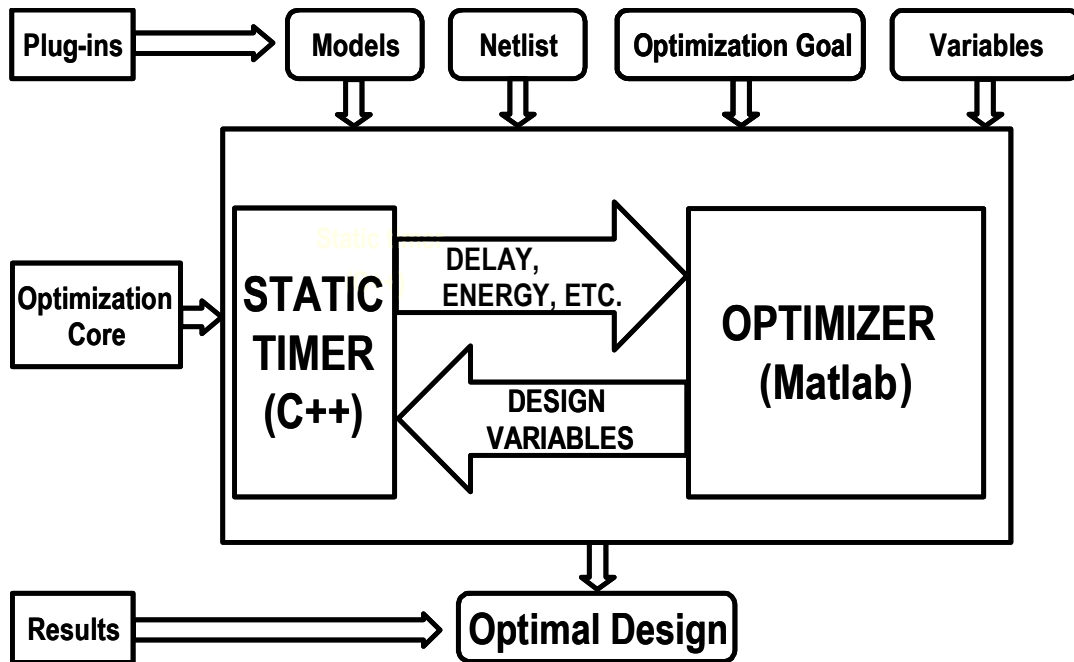 Plug-ins
Models
Netlist
Optimization Goal
Variables
Optimization
Core
STATIC
TIMER
(C++)
DELAY,
ENERGY, ETC.
DESIGN
VARIABLES
OPTIMIZER
(Matlab)
Results
Optimal Design